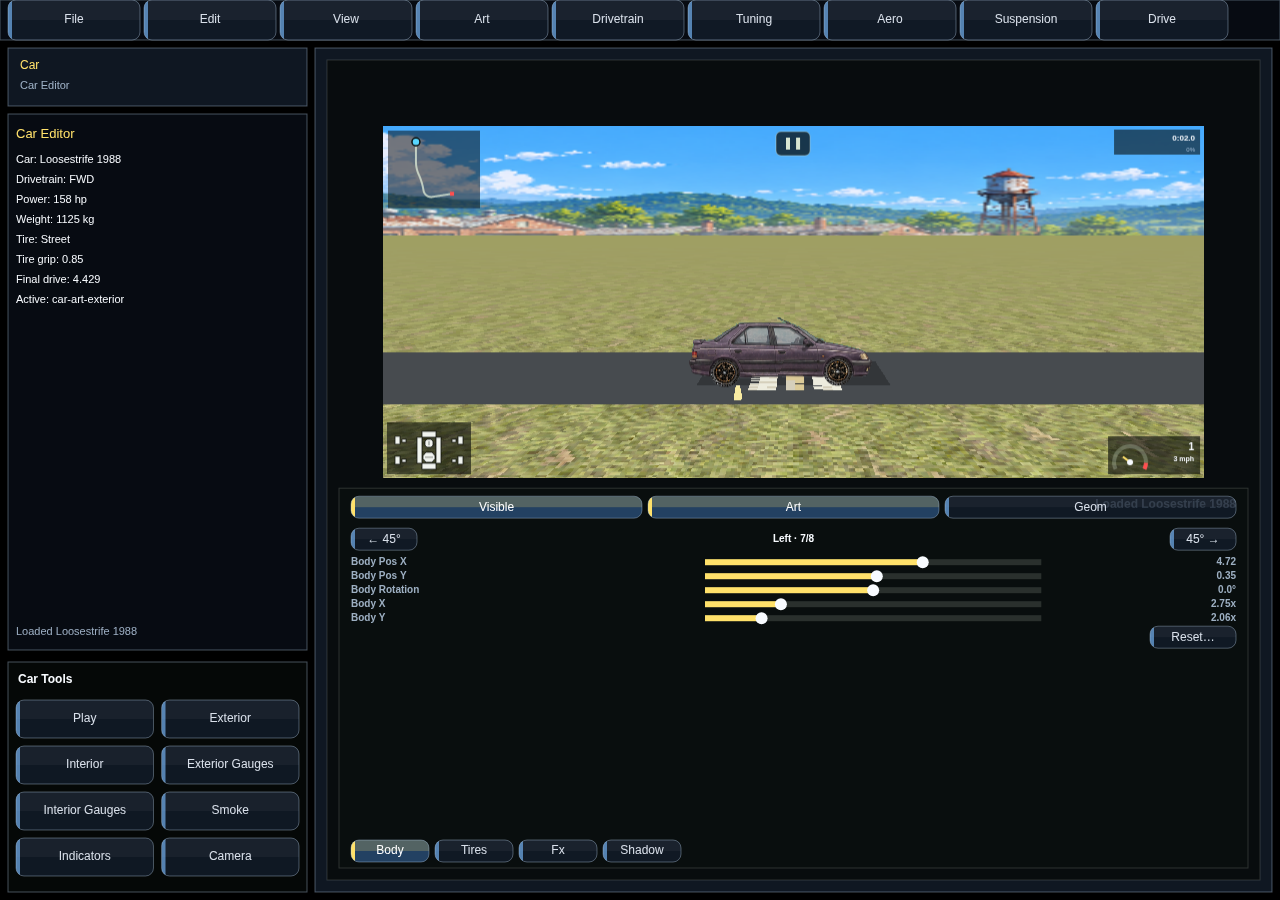 File Edit View Art Drivetrain Tuning Aero Suspension Drive
Car
Car Editor
Car Editor
Car: Loosestrife 1988
Drivetrain: FWD
Power: 158 hp
Weight: 1125 kg
Tire: Street
Tire grip: 0.85
Final drive: 4.429
Active: car-art-exterior
Loaded Loosestrife 1988
Car Tools
Play Exterior
Interior Exterior Gauges
Interior Gauges Smoke
Indicators Camera
0:02.0
0%
1
3 mph
Visible Art Geom
Loaded Loosestrife 1988
← 45° Left · 7/8 45° →
Body Pos X 4.72
Body Pos Y 0.35
Body Rotation 0.0°
Body X 2.75x
Body Y 2.06x
Reset…
Body Tires Fx Shadow